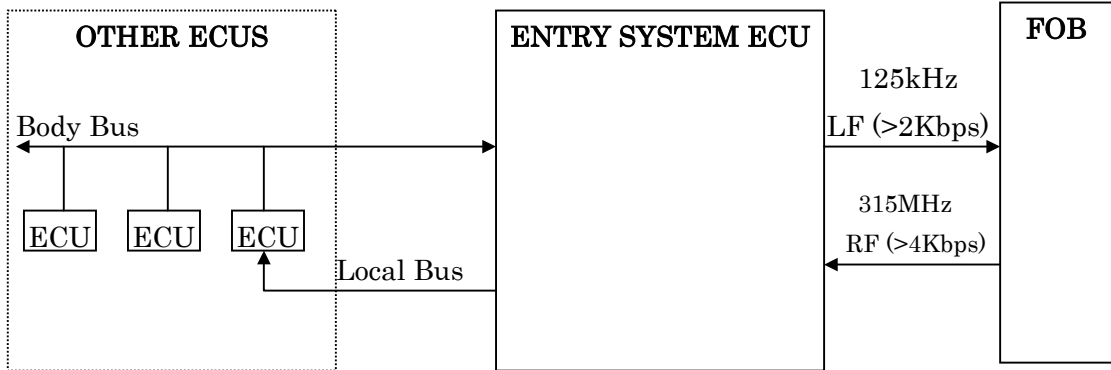 OTHER ECUS
ENTRY SYSTEM ECU
FOB
125kHz
LF (>2Kbps)
Body Bus
315MHz
RF (>4Kbps)
ECU
ECU
ECU
Local Bus